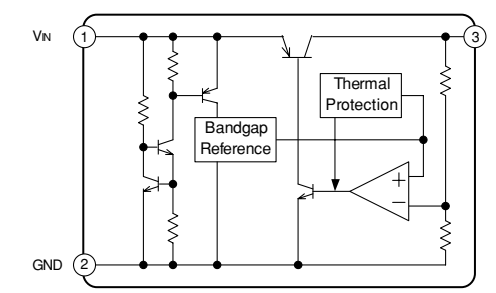 VIN
1
3
Thermal
Protection
Bandgap
Reference
+
−
GND
2